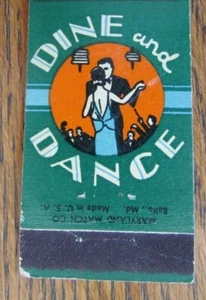 DINE and
DANCE
MARYLAND MATCH CO.
Balto., Md. Made in U. S. A.